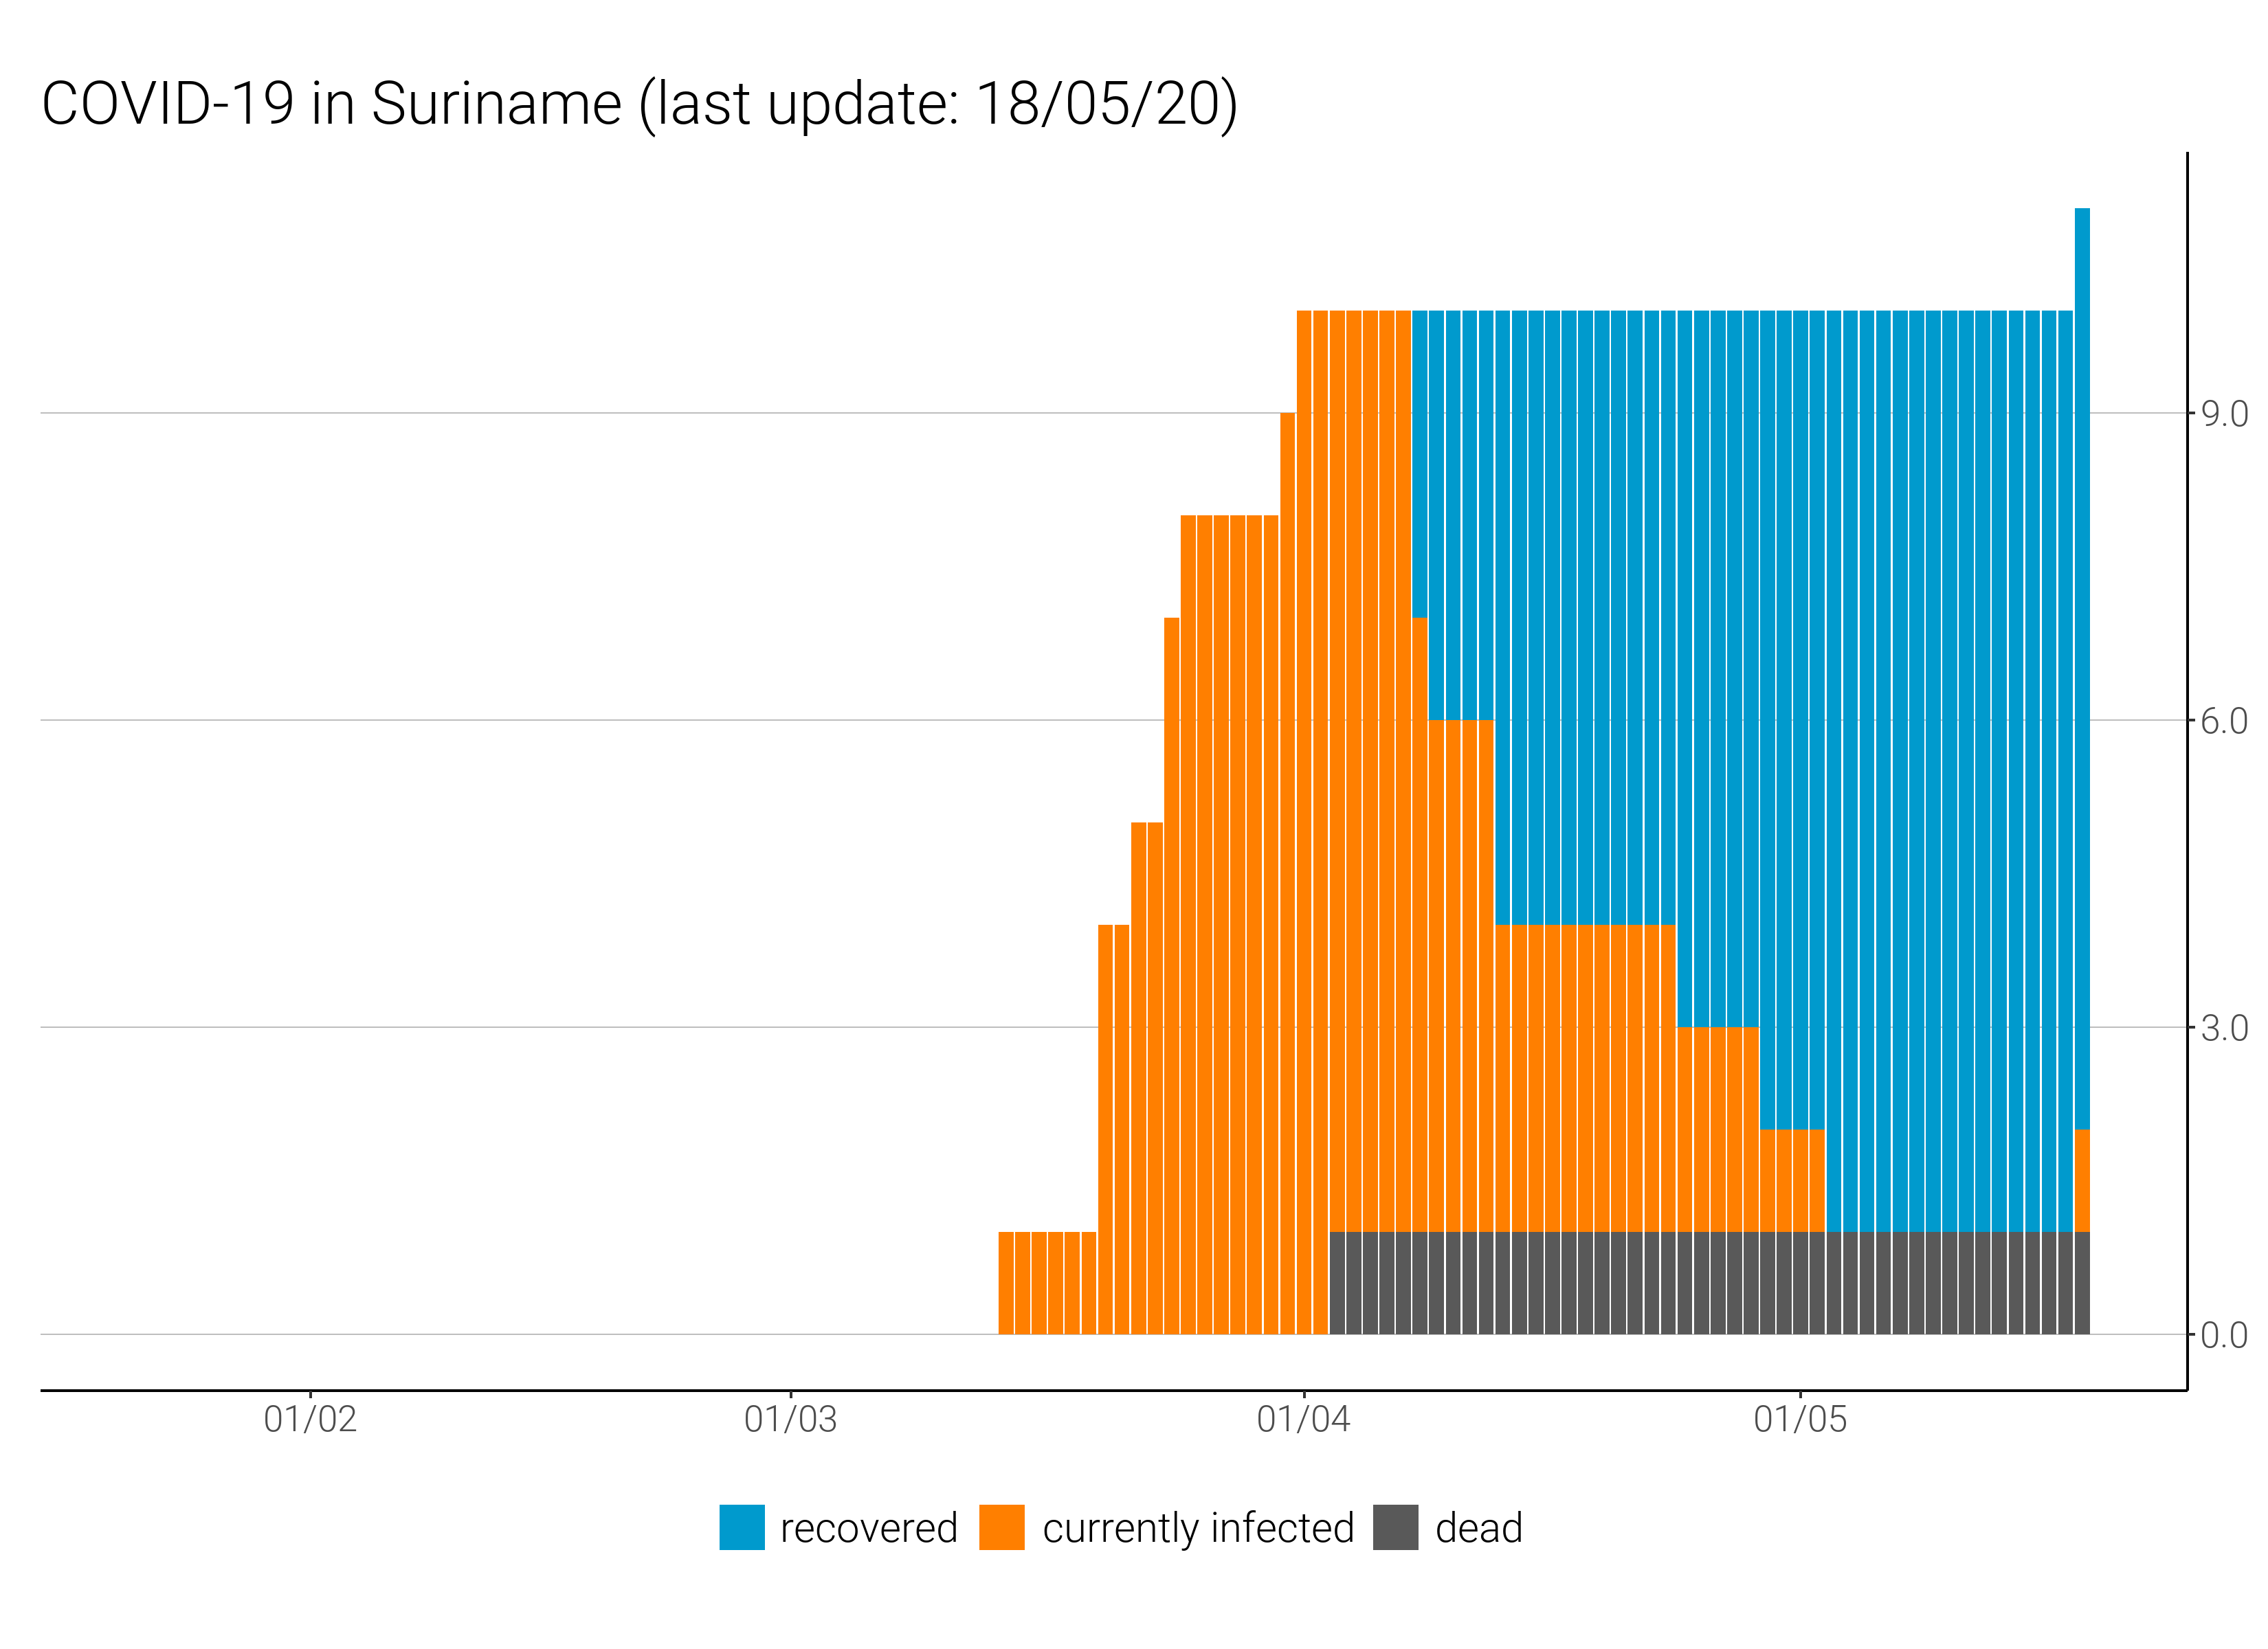 COVID-19 in Suriname (last update: 18/05/20)
9.0
6.0
3.0
0.0
01/02 01/03 01/04 01/05
recovered currently infected dead